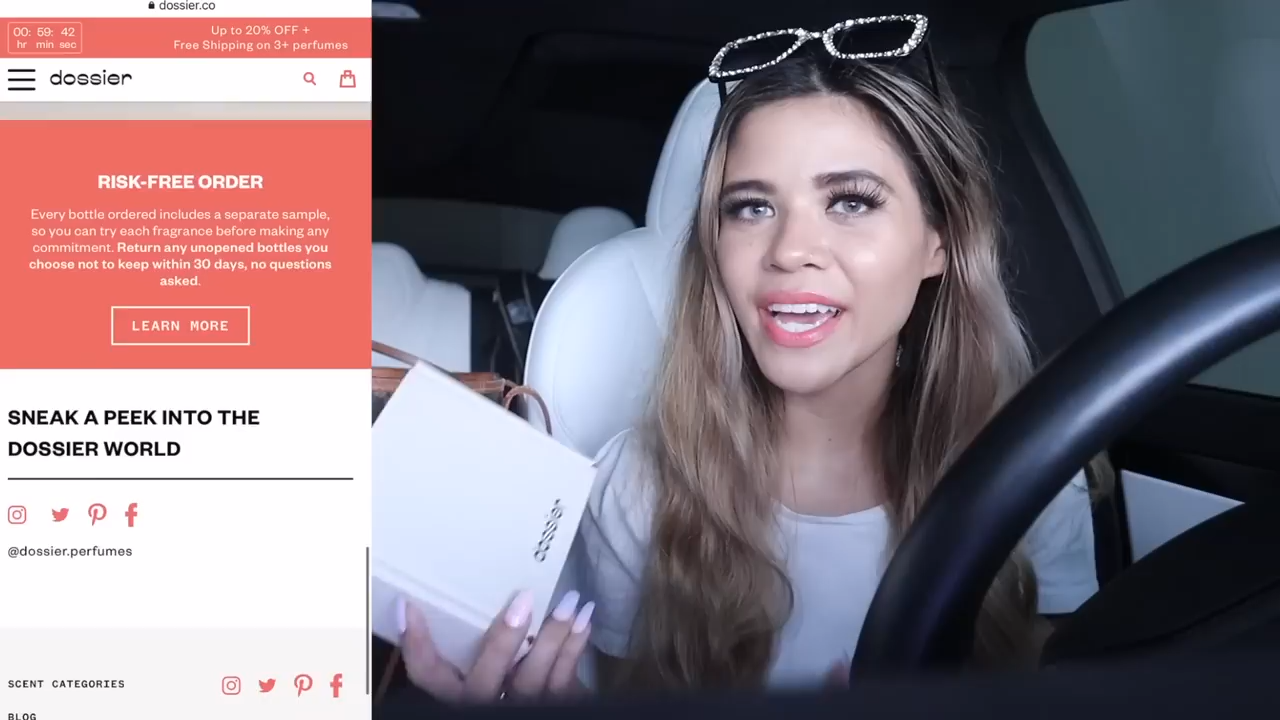 dossier.co
00: 59: 42
hr min sec
Up to 20% OFF +
Free Shipping on 3+ perfumes
dossier
RISK-FREE ORDER
Every bottle ordered includes a separate sample,
so you can try each fragrance before making any
commitment. Return any unopened bottles you
choose not to keep within 30 days, no questions
asked.
LEARN MORE
SNEAK A PEEK INTO THE
DOSSIER WORLD
@dossier.perfumes
SCENT CATEGORIES
BLOG
dossier